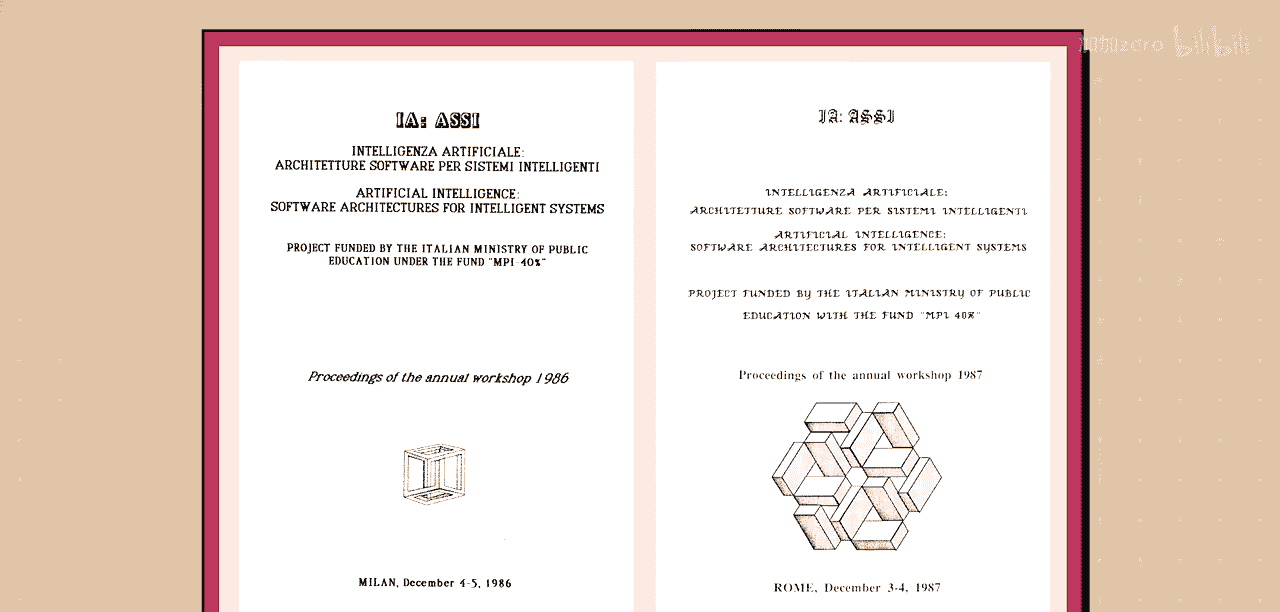 IA: ASSI
INTELLIGENZA ARTIFICIALE:
ARCHITETTURE SOFTWARE PER SISTEMI INTELLIGENTI
ARTIFICIAL INTELLIGENCE:
SOFTWARE ARCHITECTURES FOR INTELLIGENT SYSTEMS
PROJECT FUNDED BY THE ITALIAN MINISTRY OF PUBLIC
EDUCATION UNDER THE FUND "MPI-40%"
Proceedings of the annual workshop 1986
MILAN, December 4-5, 1986
IA: ASSI
INTELLIGENZA ARTIFICIALE:
ARCHITETTURE SOFTWARE PER SISTEMI INTELLIGENTI
ARTIFICIAL INTELLIGENCE:
SOFTWARE ARCHITECTURES FOR INTELLIGENT SYSTEMS
PROJECT FUNDED BY THE ITALIAN MINISTRY OF PUBLIC
EDUCATION WITH THE FUND "MPI 40%"
Proceedings of the annual workshop 1987
ROME, December 3-4, 1987
zero bilibili